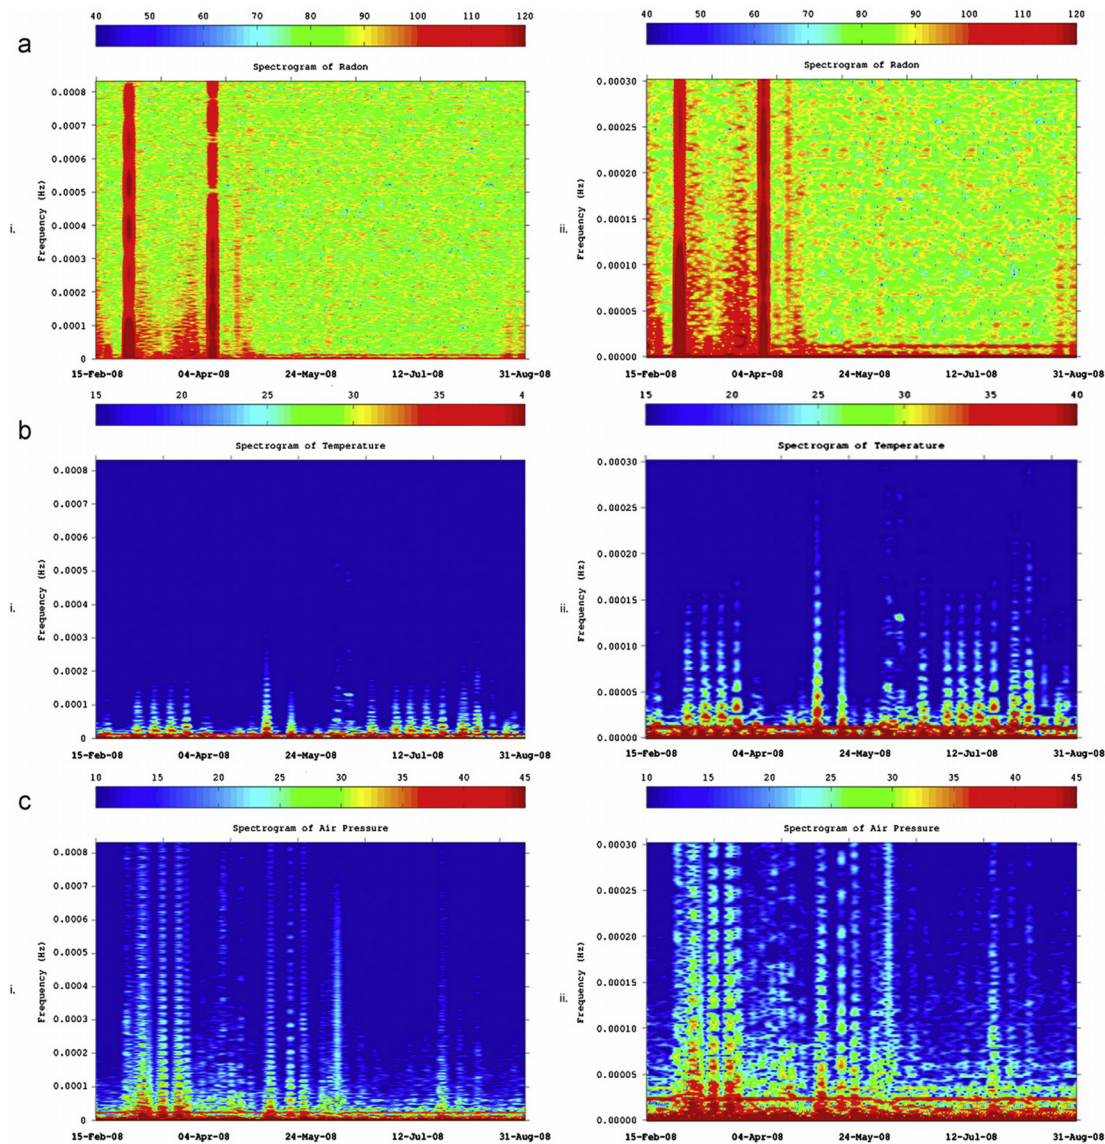 a
40 50 60 70 80 90 100 110 120
Spectrogram of Radon
i.
Frequency (Hz)
0.0008
0.0007
0.0006
0.0005
0.0004
0.0003
0.0002
0.0001
0
15-Feb-08 04-Apr-08 24-May-08 12-Jul-08 31-Aug-08
40 50 60 70 80 90 100 110 120
Spectrogram of Radon
ii.
Frequency (Hz)
0.00030
0.00025
0.00020
0.00015
0.00010
0.00005
0.00000
15-Feb-08 04-Apr-08 24-May-08 12-Jul-08 31-Aug-08
b
15 20 25 30 35 4
Spectrogram of Temperature
i.
Frequency (Hz)
0.0008
0.0007
0.0006
0.0005
0.0004
0.0003
0.0002
0.0001
0
15-Feb-08 04-Apr-08 24-May-08 12-Jul-08 31-Aug-08
15 20 25 30 35 40
Spectrogram of Temperature
ii.
Frequency (Hz)
0.00030
0.00025
0.00020
0.00015
0.00010
0.00005
0.00000
15-Feb-08 04-Apr-08 24-May-08 12-Jul-08 31-Aug-08
c
10 15 20 25 30 35 40 45
Spectrogram of Air Pressure
i.
Frequency (Hz)
0.0008
0.0007
0.0006
0.0005
0.0004
0.0003
0.0002
0.0001
0
15-Feb-08 04-Apr-08 24-May-08 12-Jul-08 31-Aug-08
10 15 20 25 30 35 40 45
Spectrogram of Air Pressure
ii.
Frequency (Hz)
0.00030
0.00025
0.00020
0.00015
0.00010
0.00005
0.00000
15-Feb-08 04-Apr-08 24-May-08 12-Jul-08 31-Aug-08